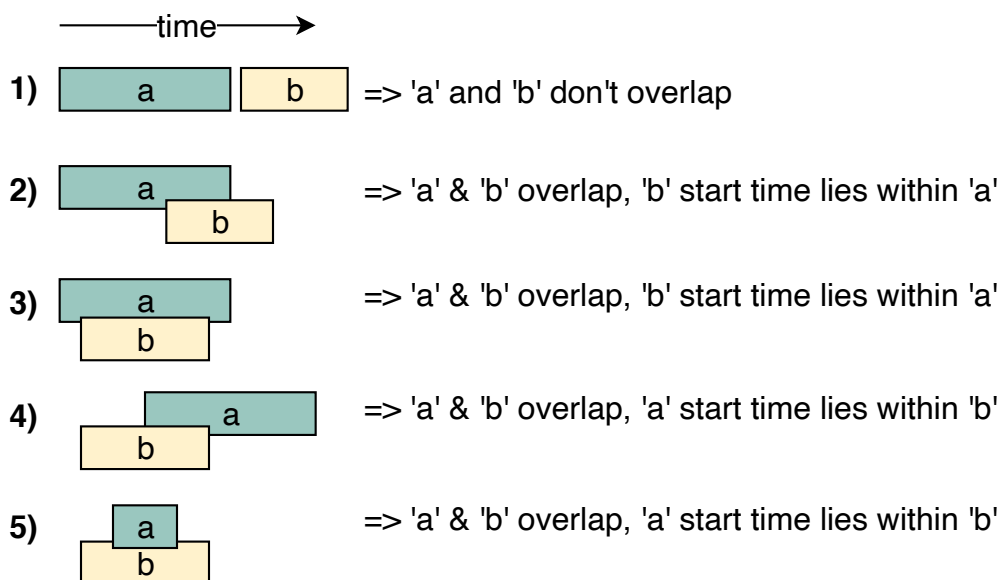 time
1) a b => 'a' and 'b' don't overlap
2) a b => 'a' & 'b' overlap, 'b' start time lies within 'a'
3) a b => 'a' & 'b' overlap, 'b' start time lies within 'a'
4) a b => 'a' & 'b' overlap, 'a' start time lies within 'b'
5) a b => 'a' & 'b' overlap, 'a' start time lies within 'b'